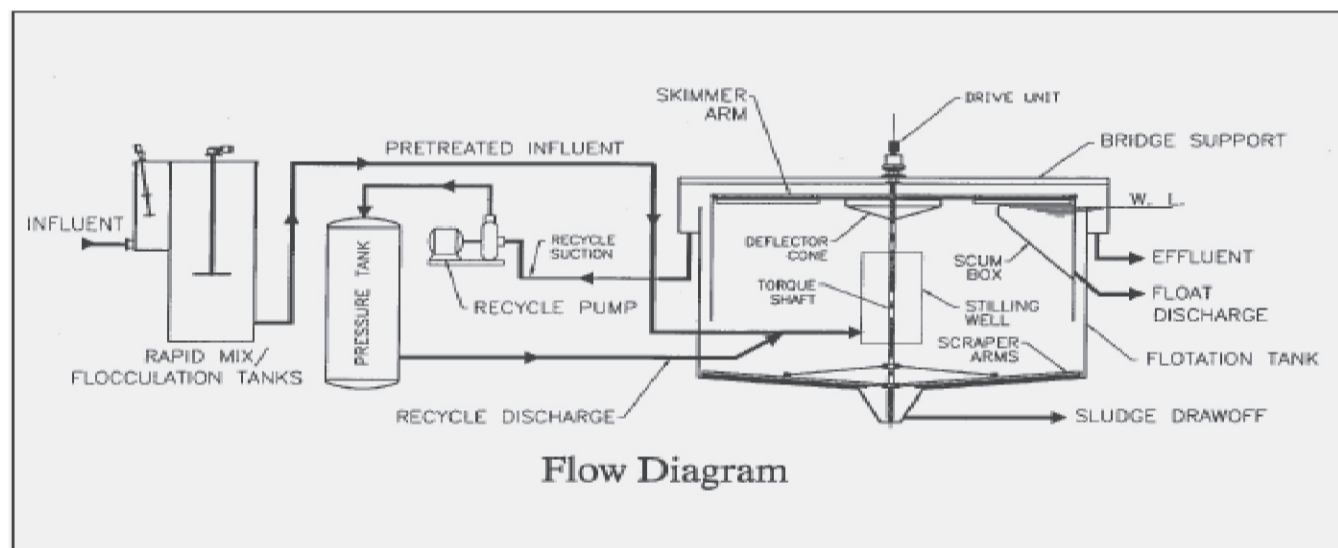 SKIMMER
ARM
DRIVE UNIT
BRIDGE SUPPORT
PRETREATED INFLUENT
W. L.
INFLUENT
PRESSURE TANK
RECYCLE
SUCTION
RECYCLE PUMP
DEFLECTOR
CONE
SCUM
BOX
EFFLUENT
TORQUE
SHAFT
STILLING
WELL
FLOAT
DISCHARGE
SCRAPER
ARMS
FLOTATION TANK
RAPID MIX/
FLOCCULATION TANKS
RECYCLE DISCHARGE
SLUDGE DRAWOFF
Flow Diagram